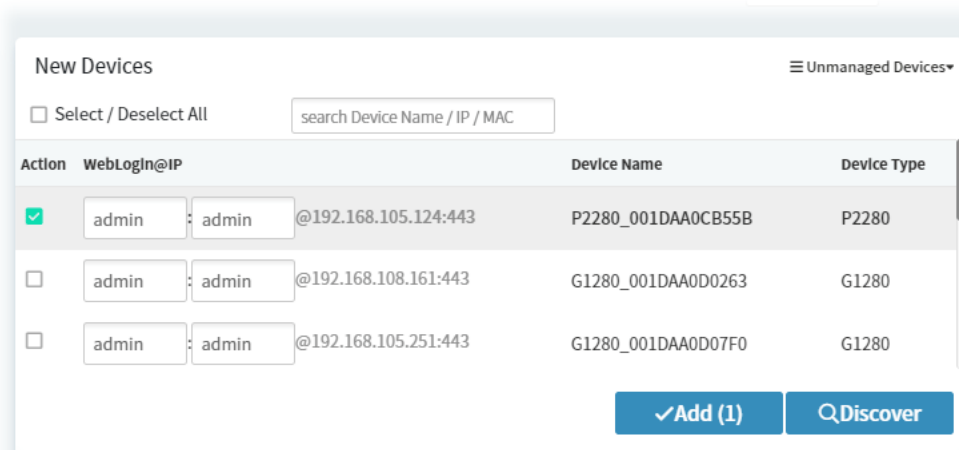 New Devices
Unmanaged Devices
Select / Deselect All
search Device Name / IP / MAC
Action WebLogin@IP Device Name Device Type
admin : admin @192.168.105.124:443 P2280_001DAA0CB55B P2280
admin : admin @192.168.108.161:443 G1280_001DAA0D0263 G1280
admin : admin @192.168.105.251:443 G1280_001DAA0D07F0 G1280
Add (1) Discover